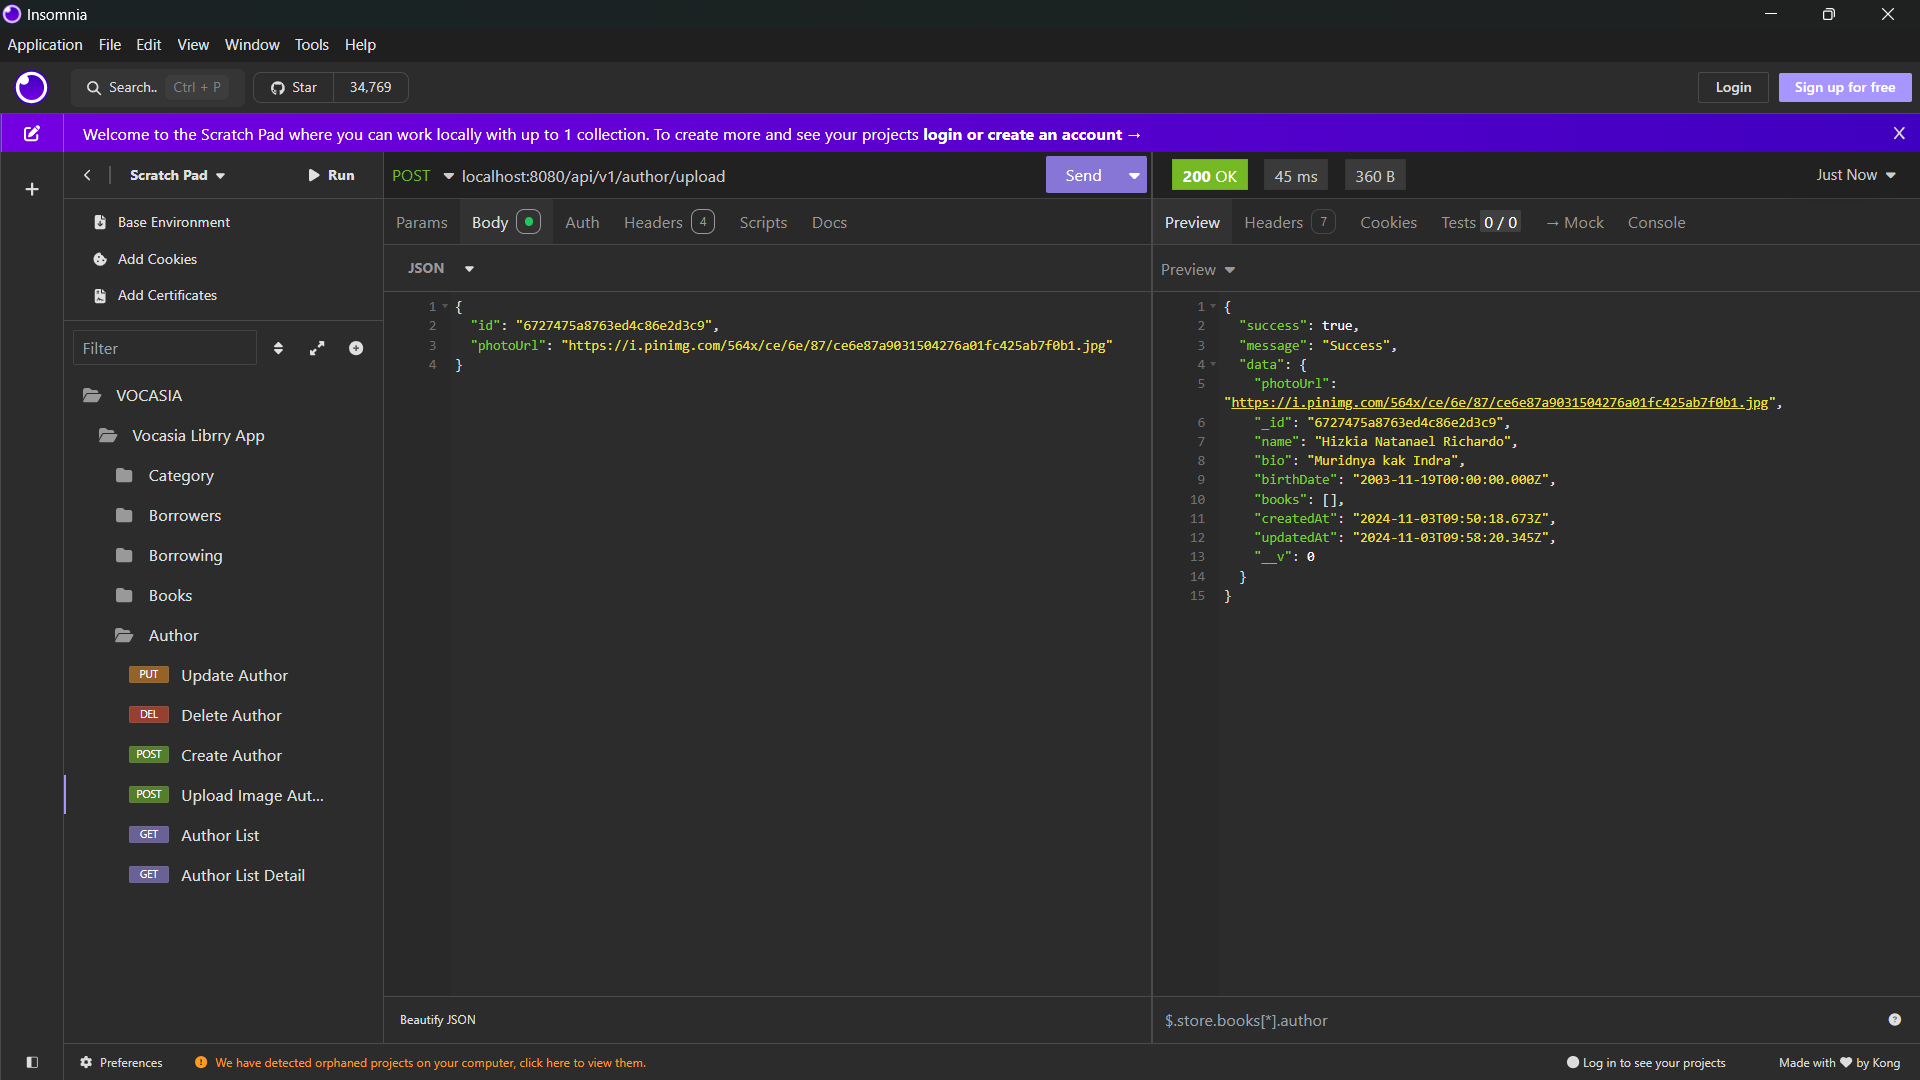 Insomnia
Application File Edit View Window Tools Help
Search.. Ctrl + P Star 34,769 Login Sign up for free
Welcome to the Scratch Pad where you can work locally with up to 1 collection. To create more and see your projects login or create an account →
Scratch Pad Run
Base Environment
Add Cookies
Add Certificates
Filter
VOCASIA
Vocasia Librry App
Category
Borrowers
Borrowing
Books
Author
PUT Update Author
DEL Delete Author
POST Create Author
POST Upload Image Aut...
GET Author List
GET Author List Detail
POST localhost:8080/api/v1/author/upload Send
Params Body Auth Headers 4 Scripts Docs
JSON
1 {
2 "id": "6727475a8763ed4c86e2d3c9",
3 "photoUrl": "https://i.pinimg.com/564x/ce/6e/87/ce6e87a9031504276a01fc425ab7f0b1.jpg"
4 }
Beautify JSON
200 OK 45 ms 360 B Just Now
Preview Headers 7 Cookies Tests 0 / 0 → Mock Console
Preview
1 {
2 "success": true,
3 "message": "Success",
4 "data": {
5 "photoUrl":
"https://i.pinimg.com/564x/ce/6e/87/ce6e87a9031504276a01fc425ab7f0b1.jpg",
6 "_id": "6727475a8763ed4c86e2d3c9",
7 "name": "Hizkia Natanael Richardo",
8 "bio": "Muridnya kak Indra",
9 "birthDate": "2003-11-19T00:00:00.000Z",
10 "books": [],
11 "createdAt": "2024-11-03T09:50:18.673Z",
12 "updatedAt": "2024-11-03T09:58:20.345Z",
13 "__v": 0
14 }
15 }
$.store.books[*].author
Preferences We have detected orphaned projects on your computer, click here to view them. Log in to see your projects Made with ♥ by Kong